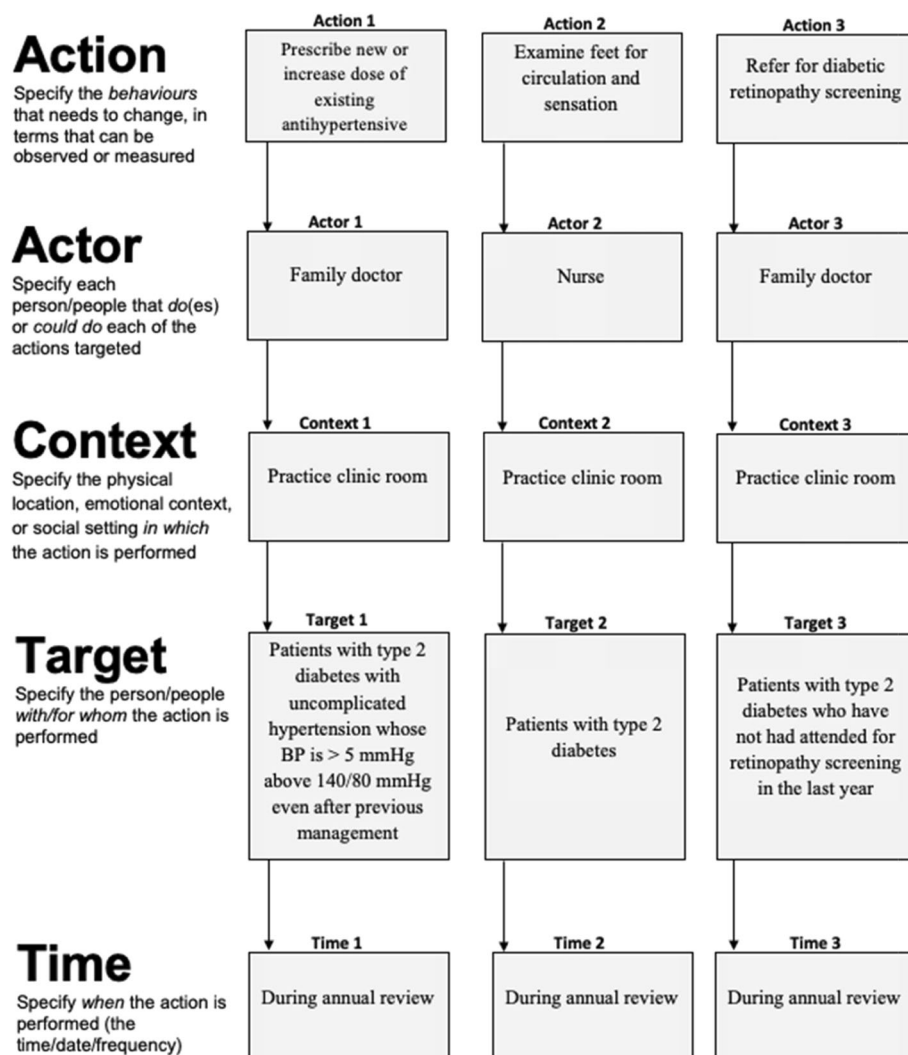 Action
Specify the behaviours
that needs to change, in
terms that can be
observed or measured
Action 1
Prescribe new or
increase dose of
existing
antihypertensive
Action 2
Examine feet for
circulation and
sensation
Action 3
Refer for diabetic
retinopathy screening
Actor
Specify each
person/people that do(es)
or could do each of the
actions targeted
Actor 1
Family doctor
Actor 2
Nurse
Actor 3
Family doctor
Context
Specify the physical
location, emotional context,
or social setting in which
the action is performed
Context 1
Practice clinic room
Context 2
Practice clinic room
Context 3
Practice clinic room
Target
Specify the person/people
with/for whom the action is
performed
Target 1
Patients with type 2
diabetes with
uncomplicated
hypertension whose
BP is > 5 mmHg
above 140/80 mmHg
even after previous
management
Target 2
Patients with type 2
diabetes
Target 3
Patients with type 2
diabetes who have
not had attended for
retinopathy screening
in the last year
Time
Specify when the action is
performed (the
time/date/frequency)
Time 1
During annual review
Time 2
During annual review
Time 3
During annual review